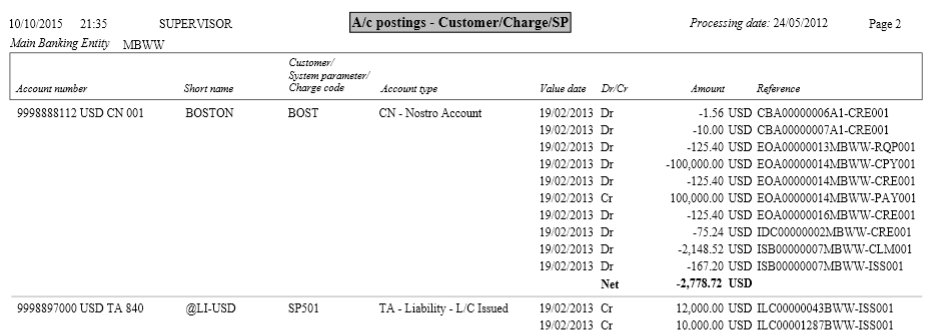 10/10/2015 21:35 SUPERVISOR A/c postings - Customer/Charge/SP Processing date: 24/05/2012 Page 2
Main Banking Entity MBWW
Customer/
System parameter/
Account number Short name Charge code Account type Value date Dr/Cr Amount Reference
9998888112 USD CN 001 BOSTON BOST CN - Nostro Account 19/02/2013 Dr -1.56 USD CBA00000006A1-CRE001
19/02/2013 Dr -10.00 USD CBA00000007A1-CRE001
19/02/2013 Dr -125.40 USD EOA00000013MBWW-RQP001
19/02/2013 Dr -100,000.00 USD EOA00000014MBWW-CPY001
19/02/2013 Dr -125.40 USD EOA00000014MBWW-CRE001
19/02/2013 Cr 100,000.00 USD EOA00000014MBWW-PAY001
19/02/2013 Dr -125.40 USD EOA00000016MBWW-CRE001
19/02/2013 Dr -75.24 USD IDC00000002MBWW-CRE001
19/02/2013 Dr -2,148.52 USD ISB00000007MBWW-CLM001
19/02/2013 Dr -167.20 USD ISB00000007MBWW-ISS001
Net -2,778.72 USD
9998897000 USD TA 840 @LI-USD SP501 TA - Liability - L/C Issued 19/02/2013 Cr 12,000.00 USD ILC00000043BWW-ISS001
19/02/2013 Cr 10,000.00 USD ILC00001287BWW-ISS001